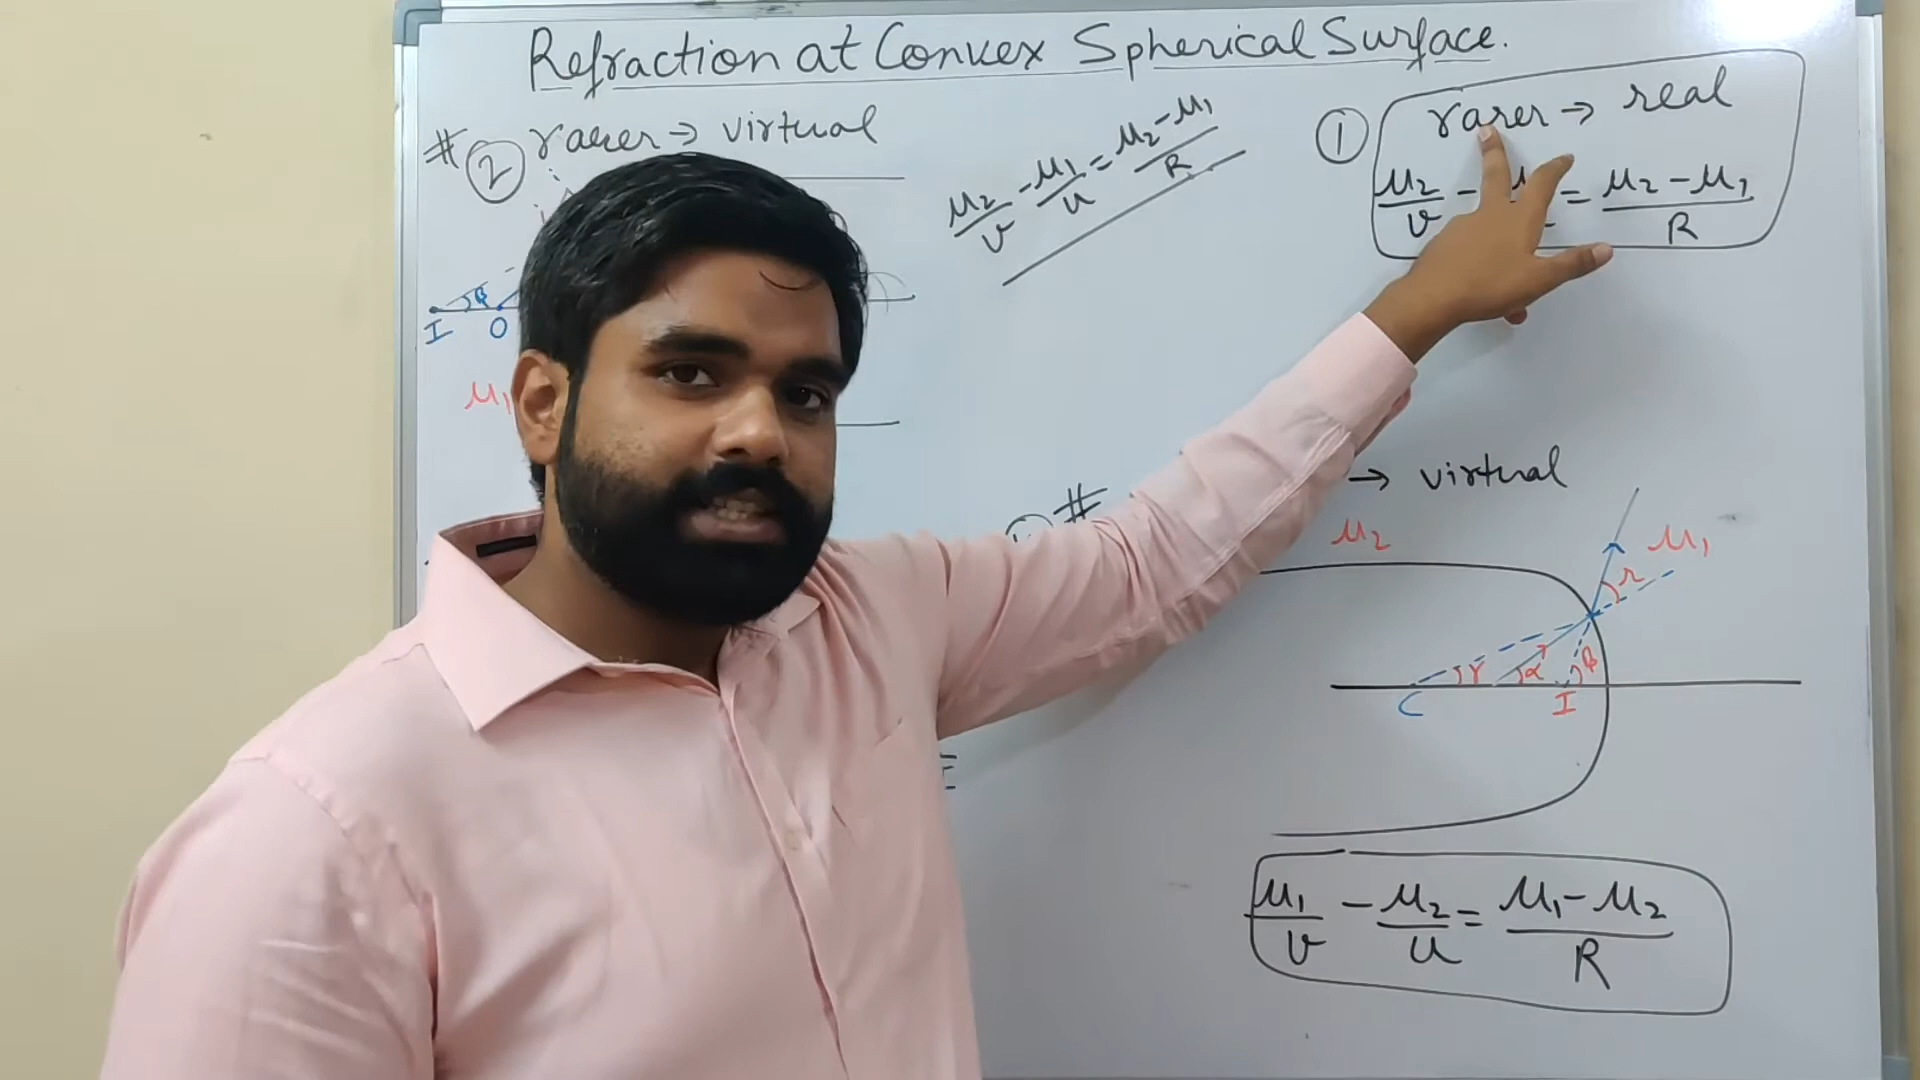 Refraction at Convex Spherical Surface.
# ② rarer → virtual
μ₂/v - μ₁/u = μ₂ - μ₁/R
① rarer → real
μ₂/v - = μ₂ - μ₁/R
I O
μ₁
#
→ virtual
μ₂ μ₁
r
γ α β
C I
μ₁/v - μ₂/u = μ₁ - μ₂/R